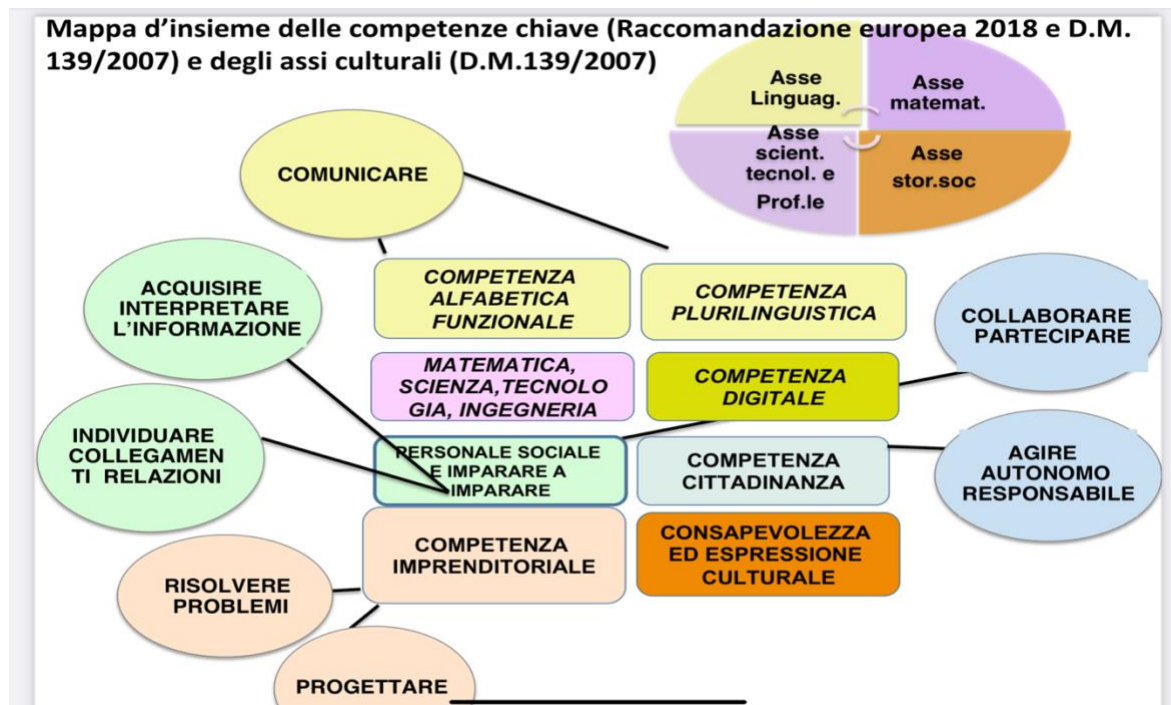 Mappa d’insieme delle competenze chiave (Raccomandazione europea 2018 e D.M.
139/2007) e degli assi culturali (D.M.139/2007)
Asse
Linguag.
Asse
matemat.
Asse
scient.
tecnol. e
Prof.le
Asse
stor.soc
COMUNICARE
ACQUISIRE
INTERPRETARE
L’INFORMAZIONE
COMPETENZA
ALFABETICA
FUNZIONALE
COMPETENZA
PLURILINGUISTICA
COLLABORARE
PARTECIPARE
MATEMATICA,
SCIENZA,TECNOLO
GIA, INGEGNERIA
COMPETENZA
DIGITALE
INDIVIDUARE
COLLEGAMEN
TI RELAZIONI
PERSONALE SOCIALE
E IMPARARE A
IMPARARE
COMPETENZA
CITTADINANZA
AGIRE
AUTONOMO
RESPONSABILE
COMPETENZA
IMPRENDITORIALE
CONSAPEVOLEZZA
ED ESPRESSIONE
CULTURALE
RISOLVERE
PROBLEMI
PROGETTARE